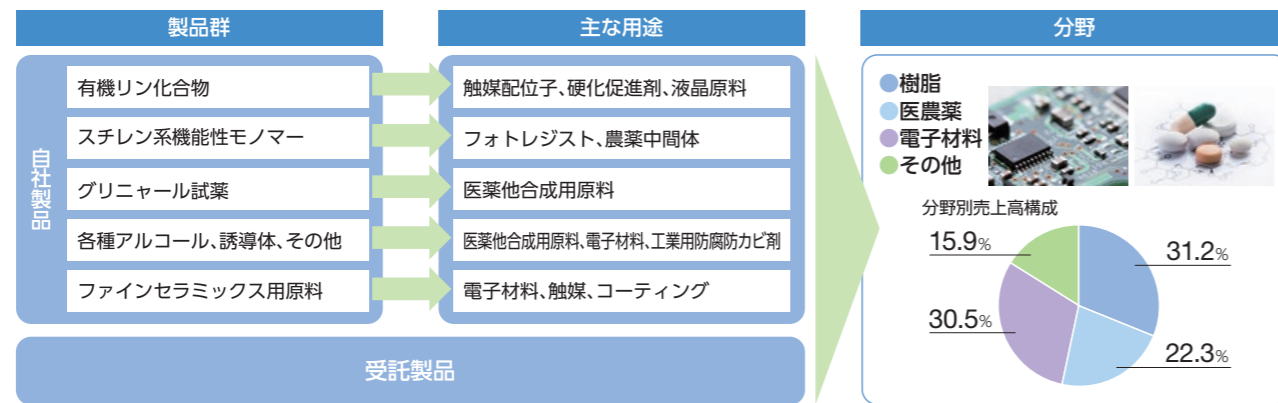 製品群
主な用途
分野
自社製品
有機リン化合物
触媒配位子、硬化促進剤、液晶原料
スチレン系機能性モノマー
フォトレジスト、農薬中間体
グリニャール試薬
医薬他合成用原料
各種アルコール、誘導体、その他
医薬他合成用原料、電子材料、工業用防腐防カビ剤
ファインセラミックス用原料
電子材料、触媒、コーティング
受託製品
樹脂
医農薬
電子材料
その他
分野別売上高構成
15.9%
31.2%
30.5%
22.3%